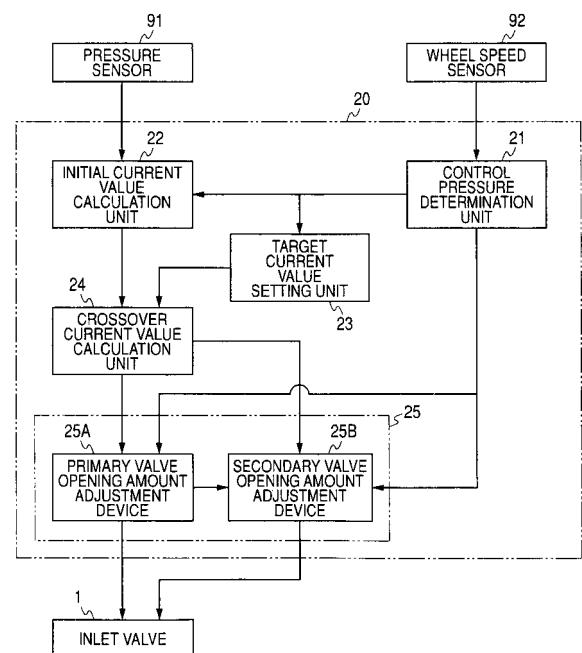 91
PRESSURE
SENSOR
92
WHEEL SPEED
SENSOR
20
22
INITIAL CURRENT
VALUE
CALCULATION
UNIT
21
CONTROL
PRESSURE
DETERMINATION
UNIT
TARGET
CURRENT
VALUE
SETTING UNIT
23
24
CROSSOVER
CURRENT VALUE
CALCULATION
UNIT
25
25A
PRIMARY VALVE
OPENING AMOUNT
ADJUSTMENT
DEVICE
25B
SECONDARY VALVE
OPENING AMOUNT
ADJUSTMENT
DEVICE
1
INLET VALVE